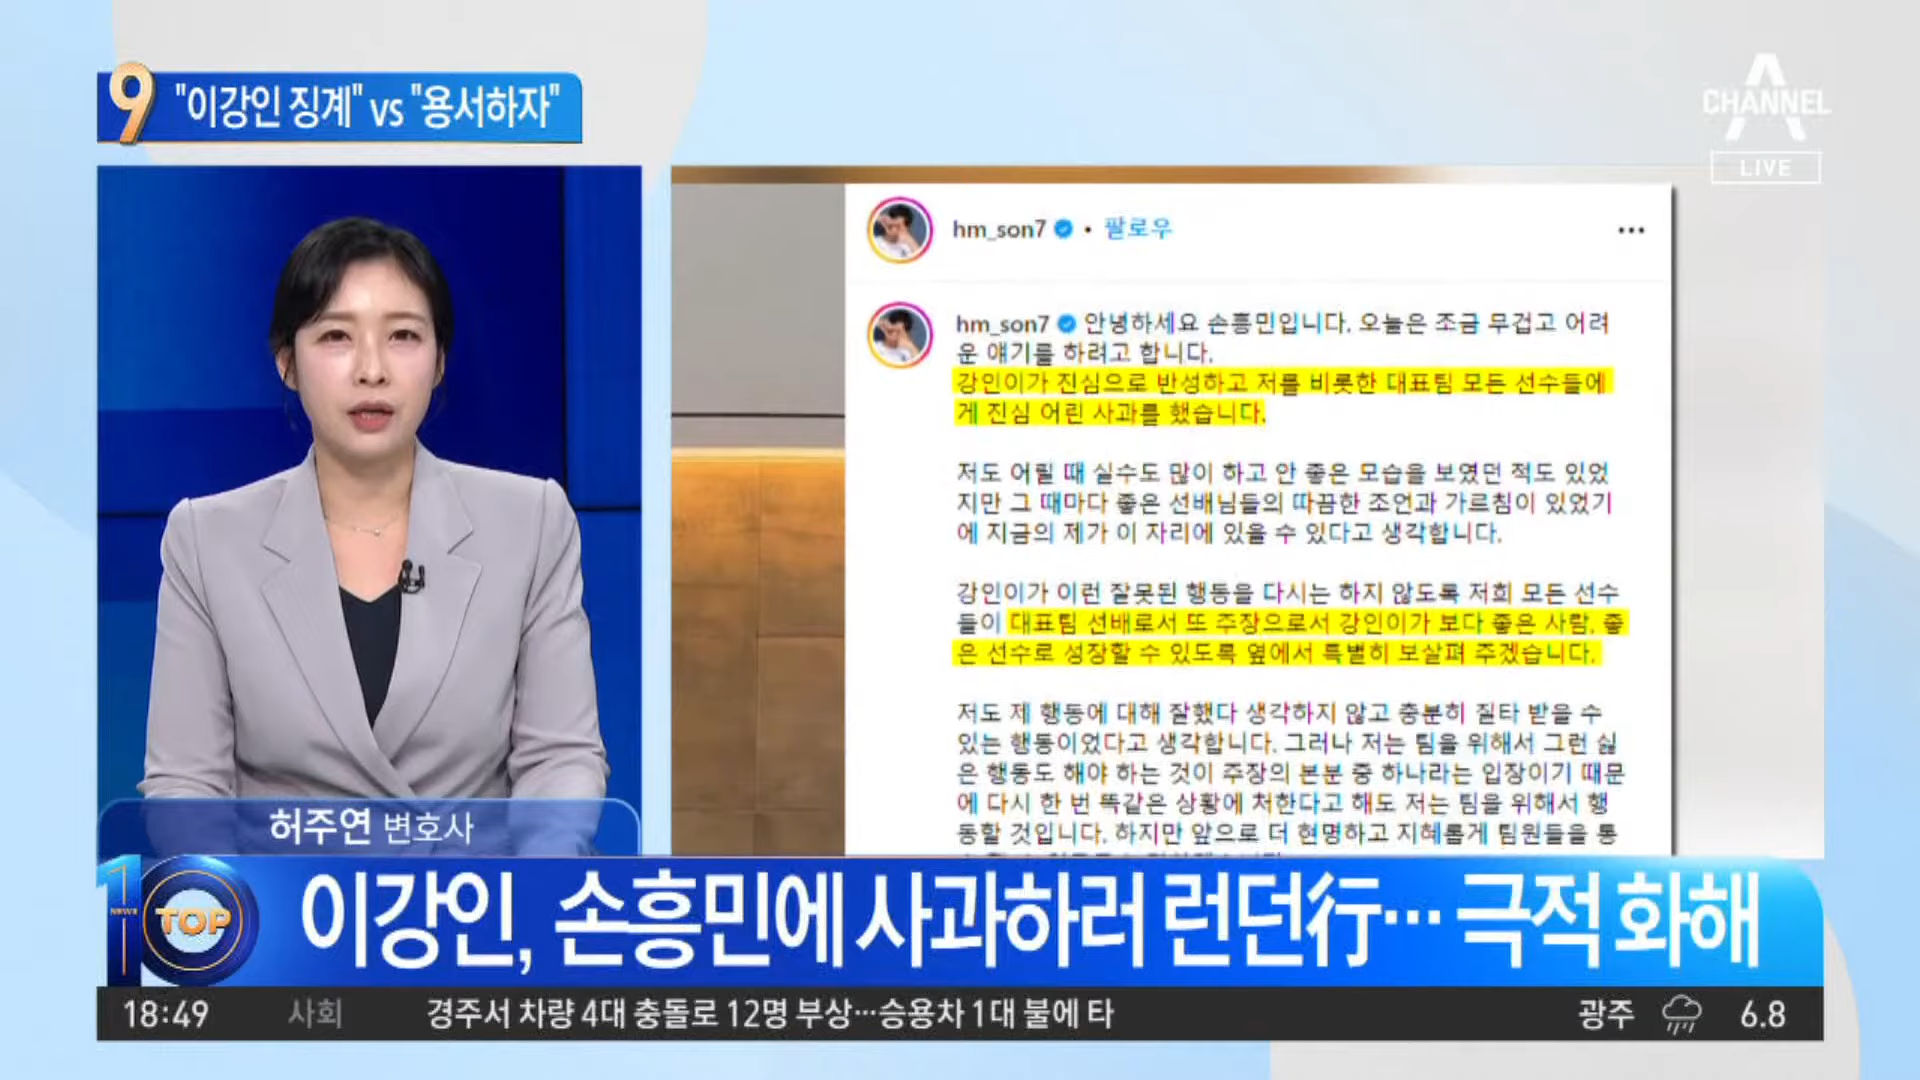 9 "이강인 징계" vs "용서하자"
CHANNEL A
LIVE
hm_son7 • 팔로우
hm_son7 안녕하세요 손흥민입니다. 오늘은 조금 무겁고 어려
운 얘기를 하려고 합니다.
강인이가 진심으로 반성하고 저를 비롯한 대표팀 모든 선수들에
게 진심 어린 사과를 했습니다.
저도 어릴 때 실수도 많이 하고 안 좋은 모습을 보였던 적도 있었
지만 그 때마다 좋은 선배님들의 따끔한 조언과 가르침이 있었기
에 지금의 제가 이 자리에 있을 수 있다고 생각합니다.
강인이가 이런 잘못된 행동을 다시는 하지 않도록 저희 모든 선수
들이 대표팀 선배로서 또 주장으로서 강인이가 보다 좋은 사람, 좋
은 선수로 성장할 수 있도록 옆에서 특별히 보살펴 주겠습니다.
저도 제 행동에 대해 잘했다 생각하지 않고 충분히 질타 받을 수
있는 행동이었다고 생각합니다. 그러나 저는 팀을 위해서 그런 싫
은 행동도 해야 하는 것이 주장의 본분 중 하나라는 입장이기 때문
에 다시 한 번 똑같은 상황에 처한다고 해도 저는 팀을 위해서 행
동할 것입니다. 하지만 앞으로 더 현명하고 지혜롭게 팀원들을 통
허주연 변호사
NEWS TOP 10
이강인, 손흥민에 사과하러 런던行… 극적 화해
18:49 사회 경주서 차량 4대 충돌로 12명 부상…승용차 1대 불에 타 광주 6.8